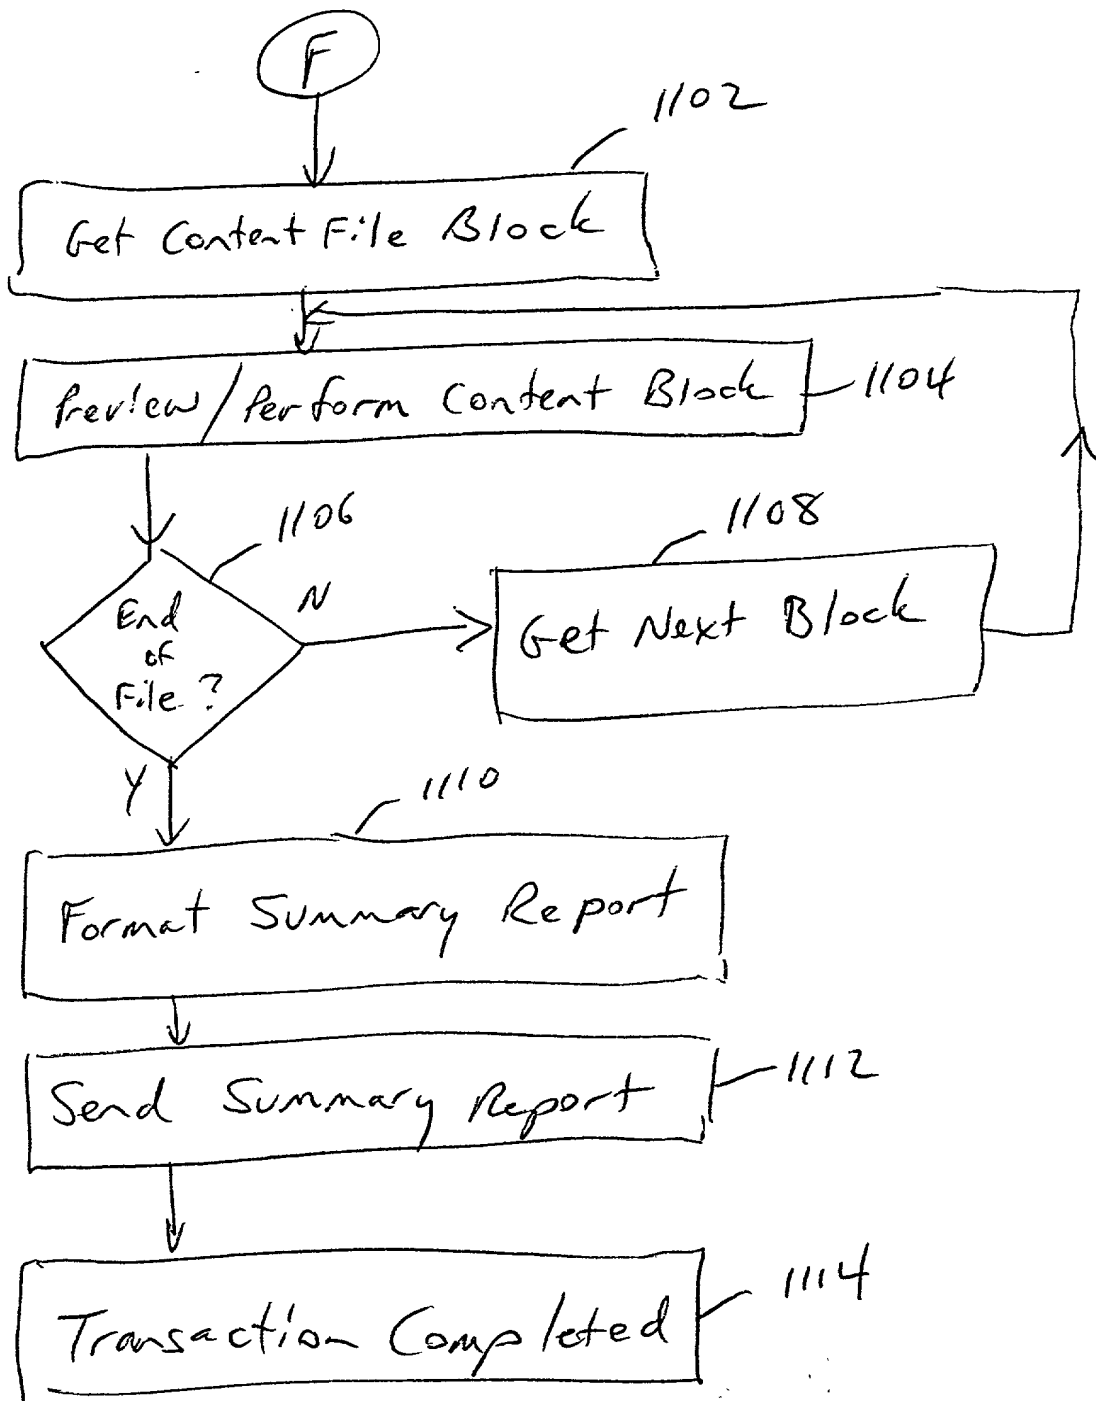 F
1102
Get Content File Block
Preview/Perform Content Block
1104
1106
1108
End
of
File?
N
Get Next Block
Y
1110
Format Summary Report
Send Summary Report
1112
Transaction Completed
1114